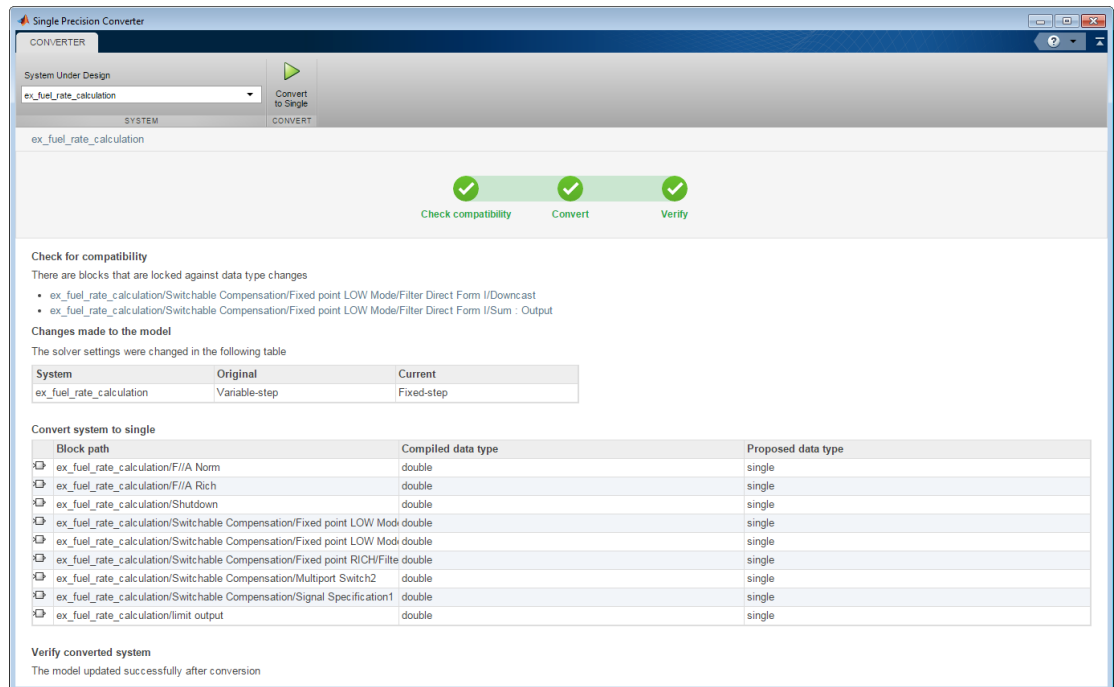 Single Precision Converter
CONVERTER
?
System Under Design
ex_fuel_rate_calculation
Convert
to Single
SYSTEM
CONVERT
ex_fuel_rate_calculation
Check compatibility
Convert
Verify
Check for compatibility
There are blocks that are locked against data type changes
• ex_fuel_rate_calculation/Switchable Compensation/Fixed point LOW Mode/Filter Direct Form I/Downcast
• ex_fuel_rate_calculation/Switchable Compensation/Fixed point LOW Mode/Filter Direct Form I/Sum : Output
Changes made to the model
The solver settings were changed in the following table
System Original Current
ex_fuel_rate_calculation Variable-step Fixed-step
Convert system to single
Block path Compiled data type Proposed data type
ex_fuel_rate_calculation/F//A Norm double single
ex_fuel_rate_calculation/F//A Rich double single
ex_fuel_rate_calculation/Shutdown double single
ex_fuel_rate_calculation/Switchable Compensation/Fixed point LOW Mod double single
ex_fuel_rate_calculation/Switchable Compensation/Fixed point LOW Mod double single
ex_fuel_rate_calculation/Switchable Compensation/Fixed point RICH/Filte double single
ex_fuel_rate_calculation/Switchable Compensation/Multiport Switch2 double single
ex_fuel_rate_calculation/Switchable Compensation/Signal Specification1 double single
ex_fuel_rate_calculation/limit output double single
Verify converted system
The model updated successfully after conversion